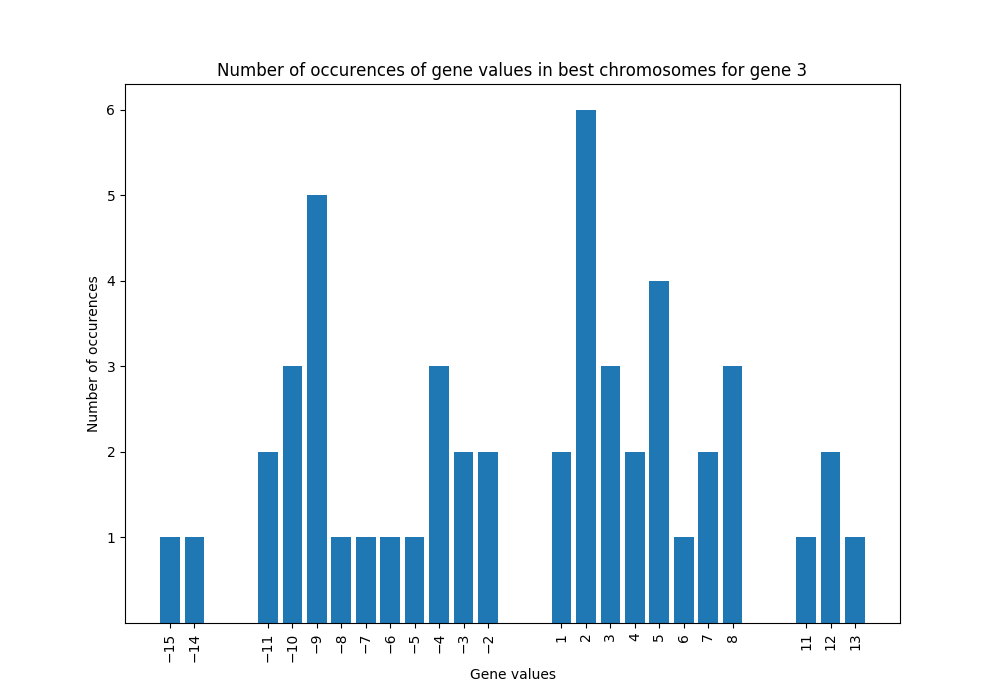 Number of occurences of gene values in best chromosomes for gene 3
6
5
4
3
2
1
Number of occurences
−15 −14 −11 −10 −9 −8 −7 −6 −5 −4 −3 −2 1 2 3 4 5 6 7 8 11 12 13
Gene values